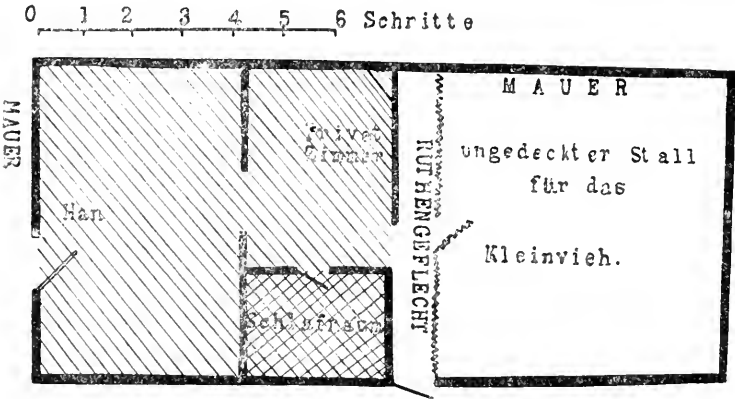 0 1 2 3 4 5 6 Schritte
MAUER
MAUER
Privet
Zimmer
ungedeckter Stall
für das
Kleinvieh.
RUTHENGEFLECHT
Han
Schlafraum